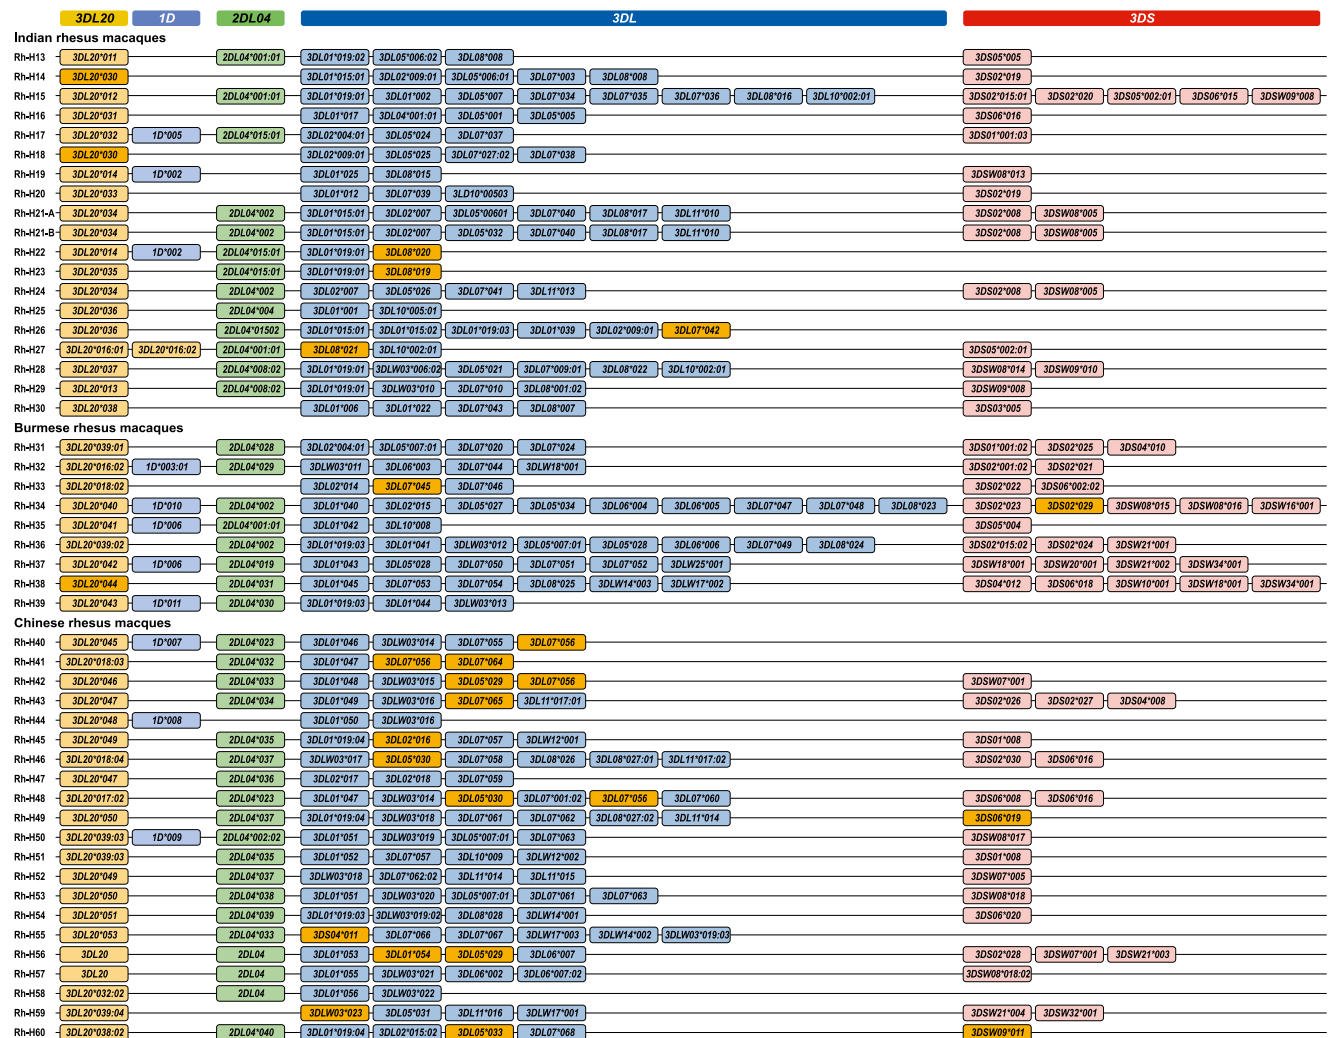 3DL20 1D 2DL04 3DL 3DS
Indian rhesus macaques
Rh-H13 3DL20*011 2DL04*001:01 3DL01*019:02 3DL05*006:02 3DL08*008 3DS05*005
Rh-H14 3DL20*030 3DL01*015:01 3DL02*009:01 3DL05*006:01 3DL07*003 3DL08*008 3DS02*019
Rh-H15 3DL20*012 2DL04*001:01 3DL01*019:01 3DL01*002 3DL05*007 3DL07*034 3DL07*035 3DL07*036 3DL08*016 3DL10*002:01 3DS02*015:01 3DS02*020 3DS05*002:01 3DS06*015 3DSW09*008
Rh-H16 3DL20*031 3DL01*017 3DL04*001:01 3DL05*001 3DL05*005 3DS06*016
Rh-H17 3DL20*032 1D*005 2DL04*015:01 3DL02*004:01 3DL05*024 3DL07*037 3DS01*001:03
Rh-H18 3DL20*030 3DL02*009:01 3DL05*025 3DL07*027:02 3DL07*038
Rh-H19 3DL20*014 1D*002 3DL01*025 3DL08*015 3DSW08*013
Rh-H20 3DL20*033 3DL01*012 3DL07*039 3LD10*00503 3DS02*019
Rh-H21-A 3DL20*034 2DL04*002 3DL01*015:01 3DL02*007 3DL05*00601 3DL07*040 3DL08*017 3DL11*010 3DS02*008 3DSW08*005
Rh-H21-B 3DL20*034 2DL04*002 3DL01*015:01 3DL02*007 3DL05*032 3DL07*040 3DL08*017 3DL11*010 3DS02*008 3DSW08*005
Rh-H22 3DL20*014 1D*002 2DL04*015:01 3DL01*019:01 3DL08*020
Rh-H23 3DL20*035 2DL04*015:01 3DL01*019:01 3DL08*019
Rh-H24 3DL20*034 2DL04*002 3DL02*007 3DL05*026 3DL07*041 3DL11*013 3DS02*008 3DSW08*005
Rh-H25 3DL20*036 2DL04*004 3DL01*001 3DL10*005:01
Rh-H26 3DL20*036 2DL04*01502 3DL01*015:01 3DL01*015:02 3DL01*019:03 3DL01*039 3DL02*009:01 3DL07*042
Rh-H27 3DL20*016:01 3DL20*016:02 2DL04*001:01 3DL08*021 3DL10*002:01 3DS05*002:01
Rh-H28 3DL20*037 2DL04*008:02 3DL01*019:01 3DLW03*006:02 3DL05*021 3DL07*009:01 3DL08*022 3DL10*002:01 3DSW08*014 3DSW09*010
Rh-H29 3DL20*013 2DL04*008:02 3DL01*019:01 3DLW03*010 3DL07*010 3DL08*001:02 3DSW09*008
Rh-H30 3DL20*038 3DL01*006 3DL01*022 3DL07*043 3DL08*007 3DS03*005
Burmese rhesus macaques
Rh-H31 3DL20*039:01 2DL04*028 3DL02*004:01 3DL05*007:01 3DL07*020 3DL07*024 3DS01*001:02 3DS02*025 3DS04*010
Rh-H32 3DL20*016:02 1D*003:01 2DL04*029 3DLW03*011 3DL06*003 3DL07*044 3DLW18*001 3DS02*001:02 3DS02*021
Rh-H33 3DL20*018:02 3DL02*014 3DL07*045 3DL07*046 3DS02*022 3DS06*002:02
Rh-H34 3DL20*040 1D*010 2DL04*002 3DL01*040 3DL02*015 3DL05*027 3DL05*034 3DL06*004 3DL06*005 3DL07*047 3DL07*048 3DL08*023 3DS02*023 3DS02*029 3DSW08*015 3DSW08*016 3DSW16*001
Rh-H35 3DL20*041 1D*006 2DL04*001:01 3DL01*042 3DL10*008 3DS05*004
Rh-H36 3DL20*039:02 2DL04*002 3DL01*019:03 3DL01*041 3DLW03*012 3DL05*007:01 3DL05*028 3DL06*006 3DL07*049 3DL08*024 3DS02*015:02 3DS02*024 3DSW21*001
Rh-H37 3DL20*042 1D*006 2DL04*019 3DL01*043 3DL05*028 3DL07*050 3DL07*051 3DL07*052 3DLW25*001 3DSW18*001 3DSW20*001 3DSW21*002 3DSW34*001
Rh-H38 3DL20*044 2DL04*031 3DL01*045 3DL07*053 3DL07*054 3DL08*025 3DLW14*003 3DLW17*002 3DS04*012 3DS06*018 3DSW10*001 3DSW18*001 3DSW34*001
Rh-H39 3DL20*043 1D*011 2DL04*030 3DL01*019:03 3DL01*044 3DLW03*013
Chinese rhesus macques
Rh-H40 3DL20*045 1D*007 2DL04*023 3DL01*046 3DLW03*014 3DL07*055 3DL07*056
Rh-H41 3DL20*018:03 2DL04*032 3DL01*047 3DL07*056 3DL07*064
Rh-H42 3DL20*046 2DL04*033 3DL01*048 3DLW03*015 3DL05*029 3DL07*056 3DSW07*001
Rh-H43 3DL20*047 2DL04*034 3DL01*049 3DLW03*016 3DL07*065 3DL11*017:01 3DS02*026 3DS02*027 3DS04*008
Rh-H44 3DL20*048 1D*008 3DL01*050 3DLW03*016
Rh-H45 3DL20*049 2DL04*035 3DL01*019:04 3DL02*016 3DL07*057 3DLW12*001 3DS01*008
Rh-H46 3DL20*018:04 2DL04*037 3DLW03*017 3DL05*030 3DL07*058 3DL08*026 3DL08*027:01 3DL11*017:02 3DS02*030 3DS06*016
Rh-H47 3DL20*047 2DL04*036 3DL02*017 3DL02*018 3DL07*059
Rh-H48 3DL20*017:02 2DL04*023 3DL01*047 3DLW03*014 3DL05*030 3DL07*001:02 3DL07*056 3DL07*060 3DS06*008 3DS06*016
Rh-H49 3DL20*050 2DL04*037 3DL01*019:04 3DLW03*018 3DL07*061 3DL07*062 3DL08*027:02 3DL11*014 3DS06*019
Rh-H50 3DL20*039:03 1D*009 2DL04*002:02 3DL01*051 3DLW03*019 3DL05*007:01 3DL07*063 3DSW08*017
Rh-H51 3DL20*039:03 2DL04*035 3DL01*052 3DL07*057 3DL10*009 3DLW12*002 3DS01*008
Rh-H52 3DL20*049 2DL04*037 3DLW03*018 3DL07*062:02 3DL11*014 3DL11*015 3DSW07*005
Rh-H53 3DL20*050 2DL04*038 3DL01*051 3DLW03*020 3DL05*007:01 3DL07*061 3DL07*063 3DSW08*018
Rh-H54 3DL20*051 2DL04*039 3DL01*019:03 3DLW03*019:02 3DL08*028 3DLW14*001 3DS06*020
Rh-H55 3DL20*053 2DL04*033 3DS04*011 3DL07*066 3DL07*067 3DLW17*003 3DLW14*002 3DLW03*019:03
Rh-H56 3DL20 2DL04 3DL01*053 3DL01*054 3DL05*029 3DL06*007 3DS02*028 3DSW07*001 3DSW21*003
Rh-H57 3DL20 2DL04 3DL01*055 3DLW03*021 3DL06*002 3DL06*007:02 3DSW08*018:02
Rh-H58 3DL20*032:02 2DL04 3DL01*056 3DLW03*022
Rh-H59 3DL20*039:04 3DLW03*023 3DL05*031 3DL11*016 3DLW17*001 3DSW21*004 3DSW32*001
Rh-H60 3DL20*038:02 2DL04*040 3DL01*019:04 3DL02*015:02 3DL05*033 3DL07*068 3DSW09*011